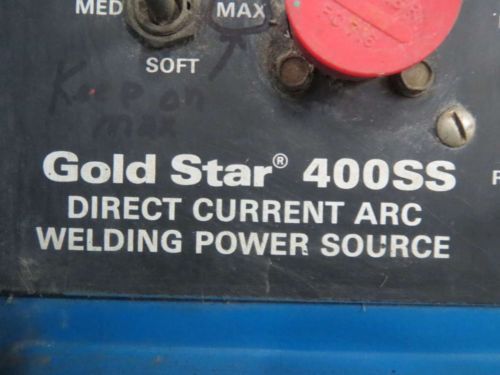 MED
MAX
SOFT
Keep on
max
Gold Star® 400SS
DIRECT CURRENT ARC
WELDING POWER SOURCE